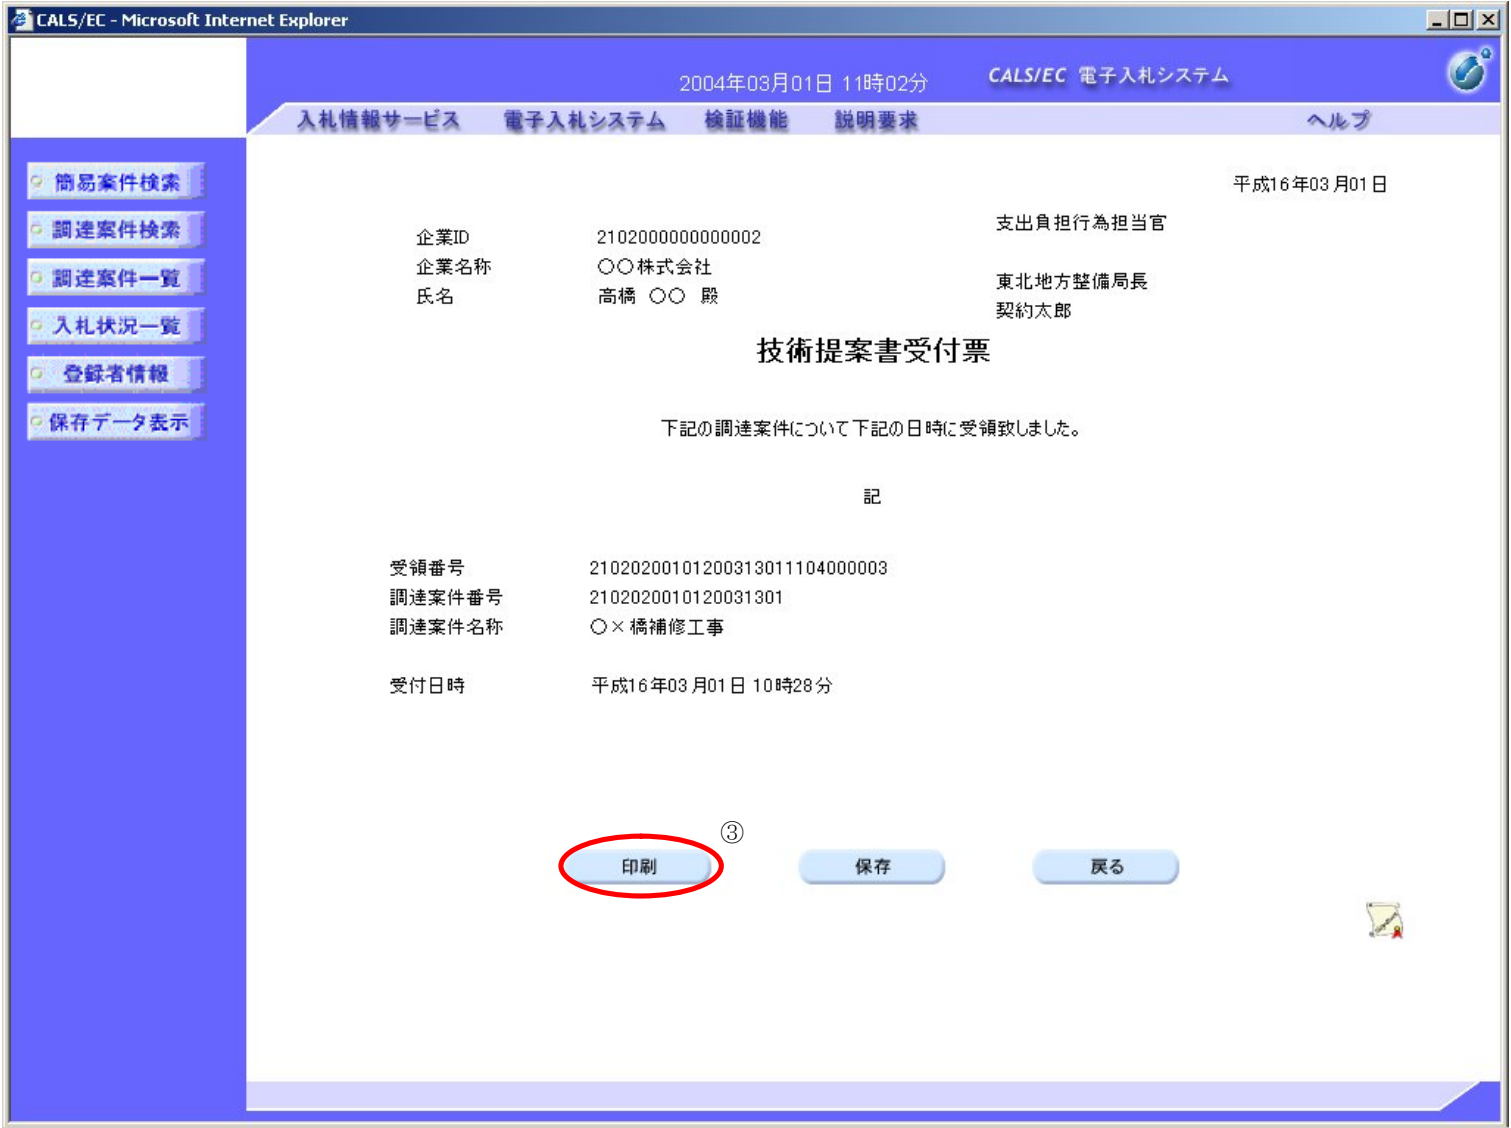 CALS/EC - Microsoft Internet Explorer
2004年03月01日 11時02分
CALS/EC 電子入札システム
入札情報サービス 電子入札システム 検証機能 説明要求 ヘルプ
簡易案件検索
調達案件検索
調達案件一覧
入札状況一覧
登録者情報
保存データ表示
平成16年03月01日
支出負担行為担当官
企業ID 2102000000000002
企業名称 〇〇株式会社
東北地方整備局長
氏名 高橋 〇〇 殿
契約太郎
技術提案書受付票
下記の調達案件について下記の日時に受領致しました。
記
受領番号 21020200101200313011104000003
調達案件番号 2102020010120031301
調達案件名称 〇×橋補修工事
受付日時 平成16年03月01日 10時28分
③
印刷 保存 戻る